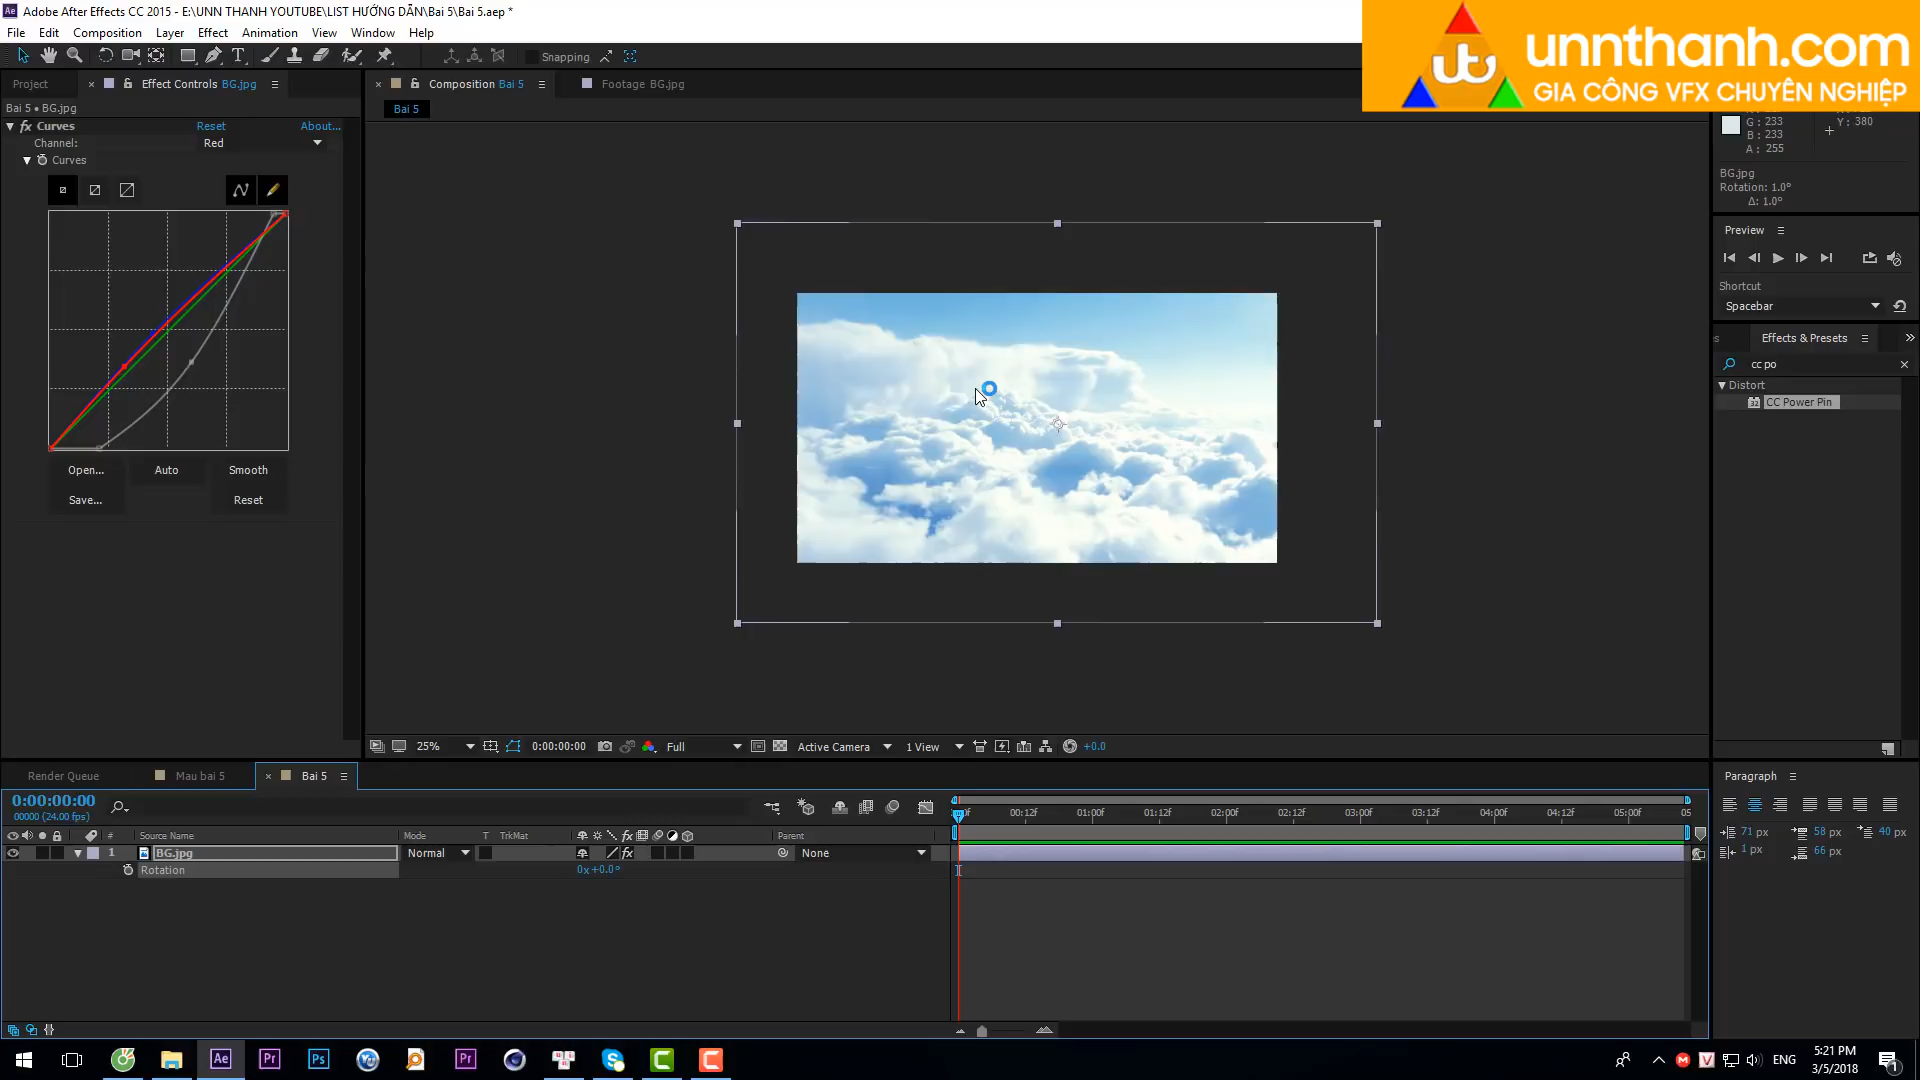 Adobe After Effects CC 2015 - E:\UNN THANH YOUTUBE\LIST HƯỚNG DẪN\Bai 5\Bai 5.aep *
File Edit Composition Layer Effect Animation View Window Help
Snapping
unnthanh.com
GIA CÔNG VFX CHUYÊN NGHIỆP
Project
Effect Controls BG.jpg
Composition Bai 5
Footage BG.jpg
Bai 5 • BG.jpg
Bai 5
fx Curves Reset About...
Channel: Red
Curves
Open... Auto Smooth
Save... Reset
G: 233
B: 233
A: 255
Y: 380
BG.jpg
Rotation: 1.0°
Δ: 1.0°
Preview
Shortcut
Spacebar
Effects & Presets
cc po
Distort
32 CC Power Pin
25% 0:00:00:00 Full Active Camera 1 View +0.0
Render Queue Mau bai 5 Bai 5
0:00:00:00
00000 (24.00 fps)
00:12f 01:00f 01:12f 02:00f 02:12f 03:00f 03:12f 04:00f 04:12f 05:00f 05
# Source Name Mode T TrkMat Parent
1 BG.jpg Normal None
Rotation 0x+0.0°
Paragraph
71 px 58 px 40 px
1 px 66 px
Ae Pr Ps Pr
ENG
5:21 PM
3/5/2018